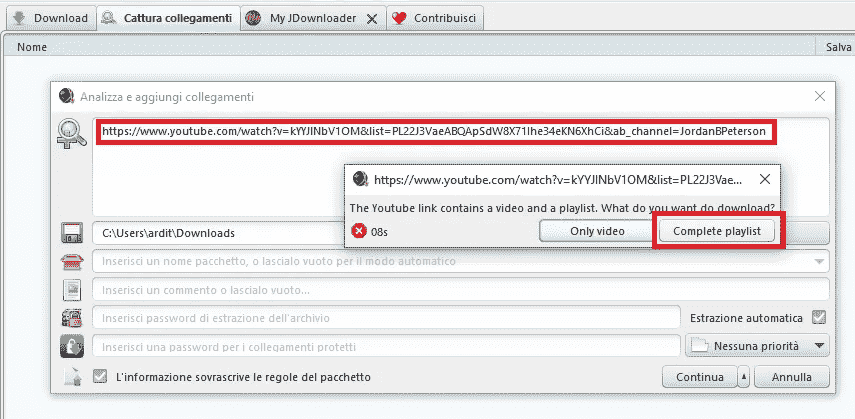 Download Cattura collegamenti My JDownloader Contribuisci
Nome Salva
Analizza e aggiungi collegamenti
https://www.youtube.com/watch?v=kYYJlNbV1OM&list=PL22J3VaeABQApSdW8X71Ihe34eKN6XhCi&ab_channel=JordanBPeterson
https://www.youtube.com/watch?v=kYYJlNbV1OM&list=PL22J3Vae...
The Youtube link contains a video and a playlist. What do you want do download?
08s Only video Complete playlist
C:\Users\ardit\Downloads
Inserisci un nome pacchetto, o lascialo vuoto per il modo automatico
Inserisci un commento o lascialo vuoto...
Inserisci password di estrazione dell'archivio Estrazione automatica
Inserisci una password per i collegamenti protetti Nessuna priorità
L'informazione sovrascrive le regole del pacchetto Continua Annulla